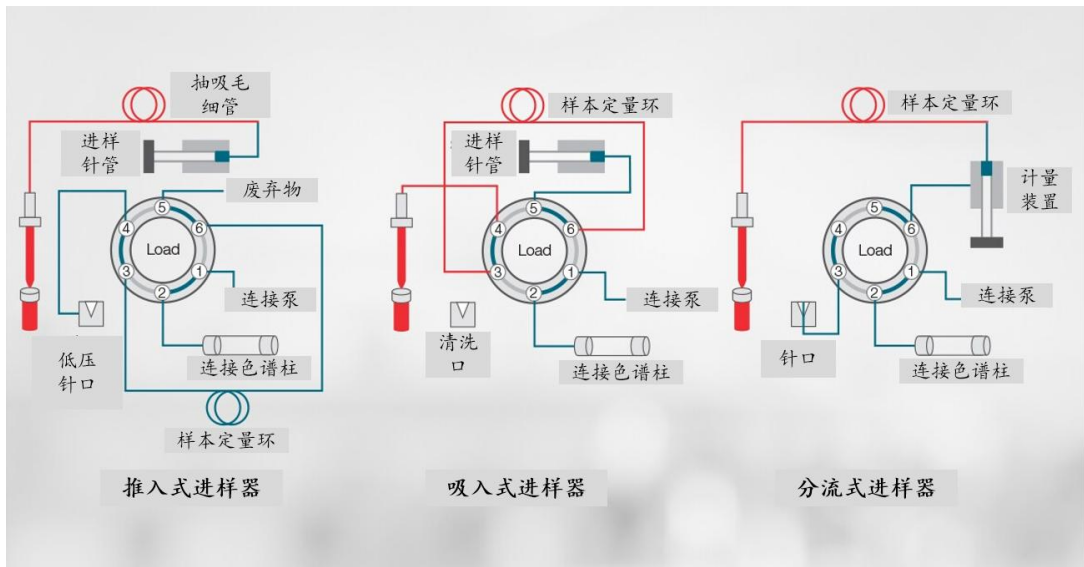 抽吸毛
细管
进样
针管
废弃物
5
4
6
Load
3
1
2
连接泵
低压
针口
连接色谱柱
样本定量环
推入式进样器
样本定量环
进样
针管
5
4
6
Load
3
1
2
连接泵
清洗
口
连接色谱柱
吸入式进样器
样本定量环
计量
装置
5
4
6
Load
3
1
2
连接泵
针口
连接色谱柱
分流式进样器